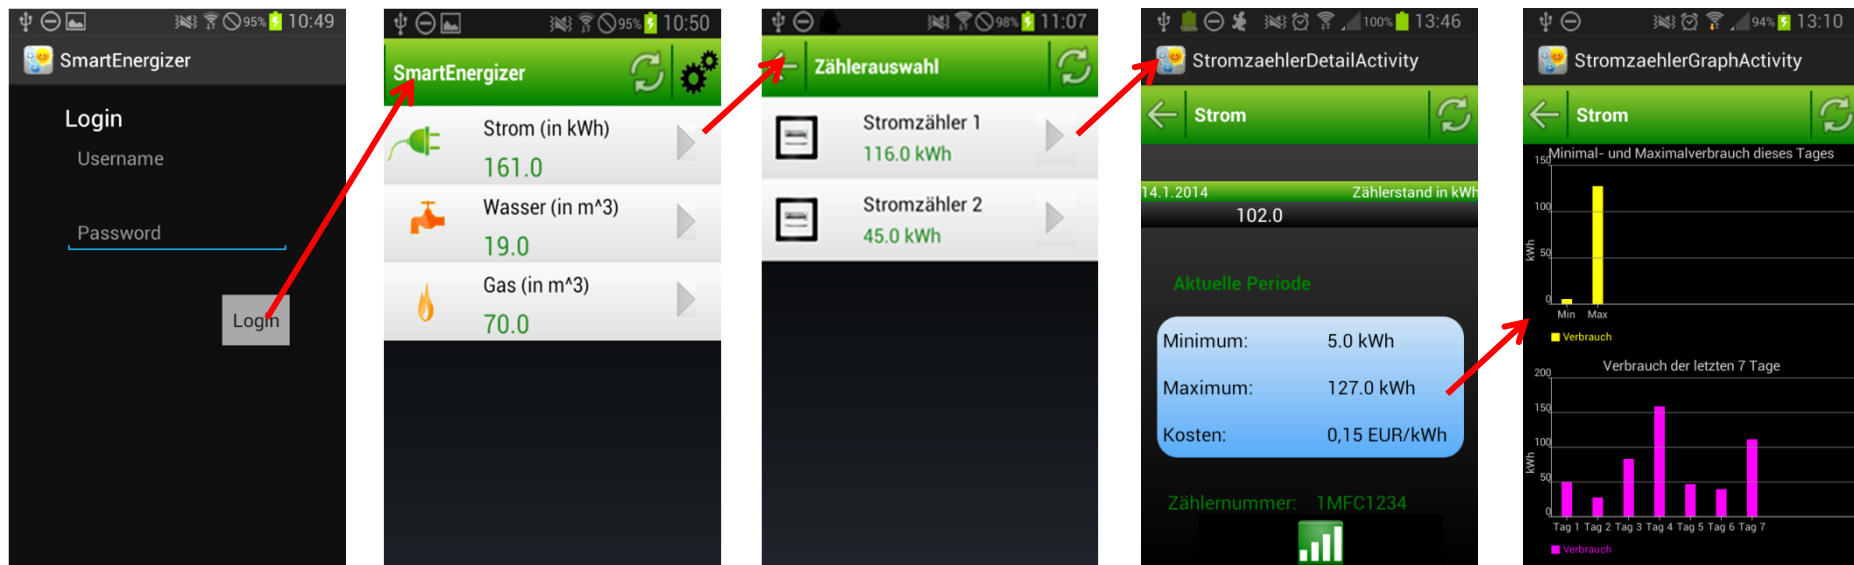 95% 10:49
SmartEnergizer
Login
Username
Password
Login
95% 10:50
SmartEnergizer
Strom (in kWh)
161.0
Wasser (in m^3)
19.0
Gas (in m^3)
70.0
98% 11:07
Zählerauswahl
Stromzähler 1
116.0 kWh
Stromzähler 2
45.0 kWh
100% 13:46
StromzaehlerDetailActivity
Strom
14.1.2014 Zählerstand in kWh
102.0
Aktuelle Periode
Minimum: 5.0 kWh
Maximum: 127.0 kWh
Kosten: 0,15 EUR/kWh
Zählernummer: 1MFC1234
94% 13:10
StromzaehlerGraphActivity
Strom
Minimal- und Maximalverbrauch dieses Tages
150
100
50
0
kWh
Min Max
Verbrauch
Verbrauch der letzten 7 Tage
200
150
100
50
0
kWh
Tag 1 Tag 2 Tag 3 Tag 4 Tag 5 Tag 6 Tag 7
Verbrauch